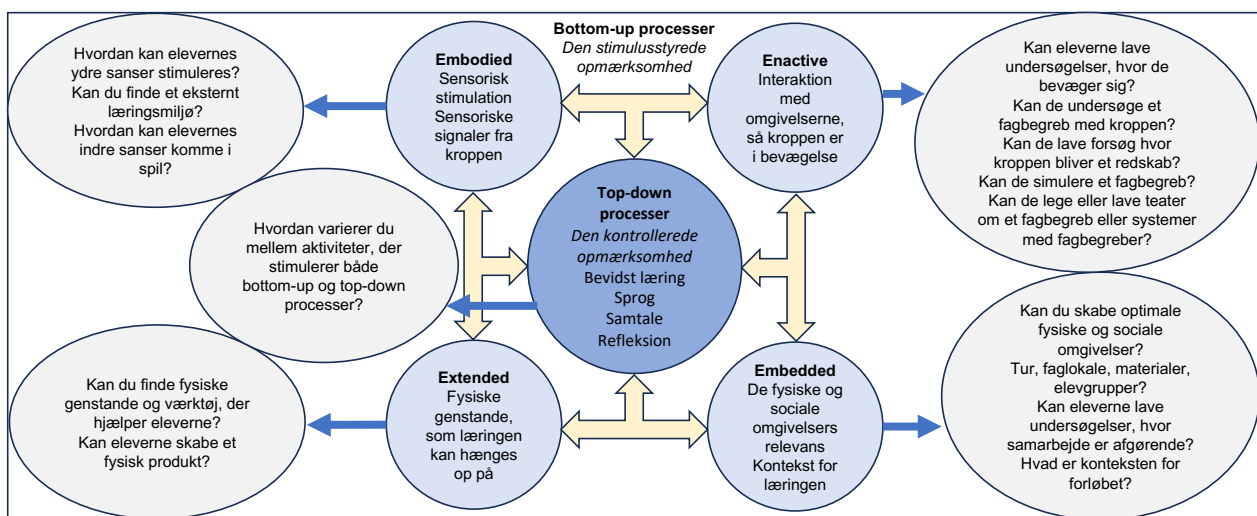 Bottom-up processer
Den stimulusstyrede
opmærksomhed
Hvordan kan elevernes
ydre sanser stimuleres?
Kan du finde et eksternt
læringsmiljø?
Hvordan kan elevernes
indre sanser komme i
spil?
Embodied
Sensorisk
stimulation
Sensoriske
signaler fra
kroppen
Enactive
Interaktion
med
omgivelserne,
så kroppen er
i bevægelse
Kan eleverne lave
undersøgelser, hvor de
bevæger sig?
Kan de undersøge et
fagbegreb med kroppen?
Kan de lave forsøg hvor
kroppen bliver et redskab?
Kan de simulere et fagbegreb?
Kan de lege eller lave teater
om et fagbegreb eller systemer
med fagbegreber?
Hvordan varierer du
mellem aktiviteter, der
stimulerer både
bottom-up og top-down
processer?
Top-down
processer
Den kontrollerede
opmærksomhed
Bevidst læring
Sprog
Samtale
Refleksion
Kan du finde fysiske
genstande og værktøj, der
hjælper eleverne?
Kan eleverne skabe et
fysisk produkt?
Extended
Fysiske
genstande,
som læringen
kan hænges
op på
Embedded
De fysiske og
sociale
omgivelsers
relevans
Kontekst for
læringen
Kan du skabe optimale
fysiske og sociale
omgivelser?
Tur, faglokale, materialer,
elevgrupper?
Kan eleverne lave
undersøgelser, hvor
samarbejde er afgørende?
Hvad er konteksten for
forløbet?